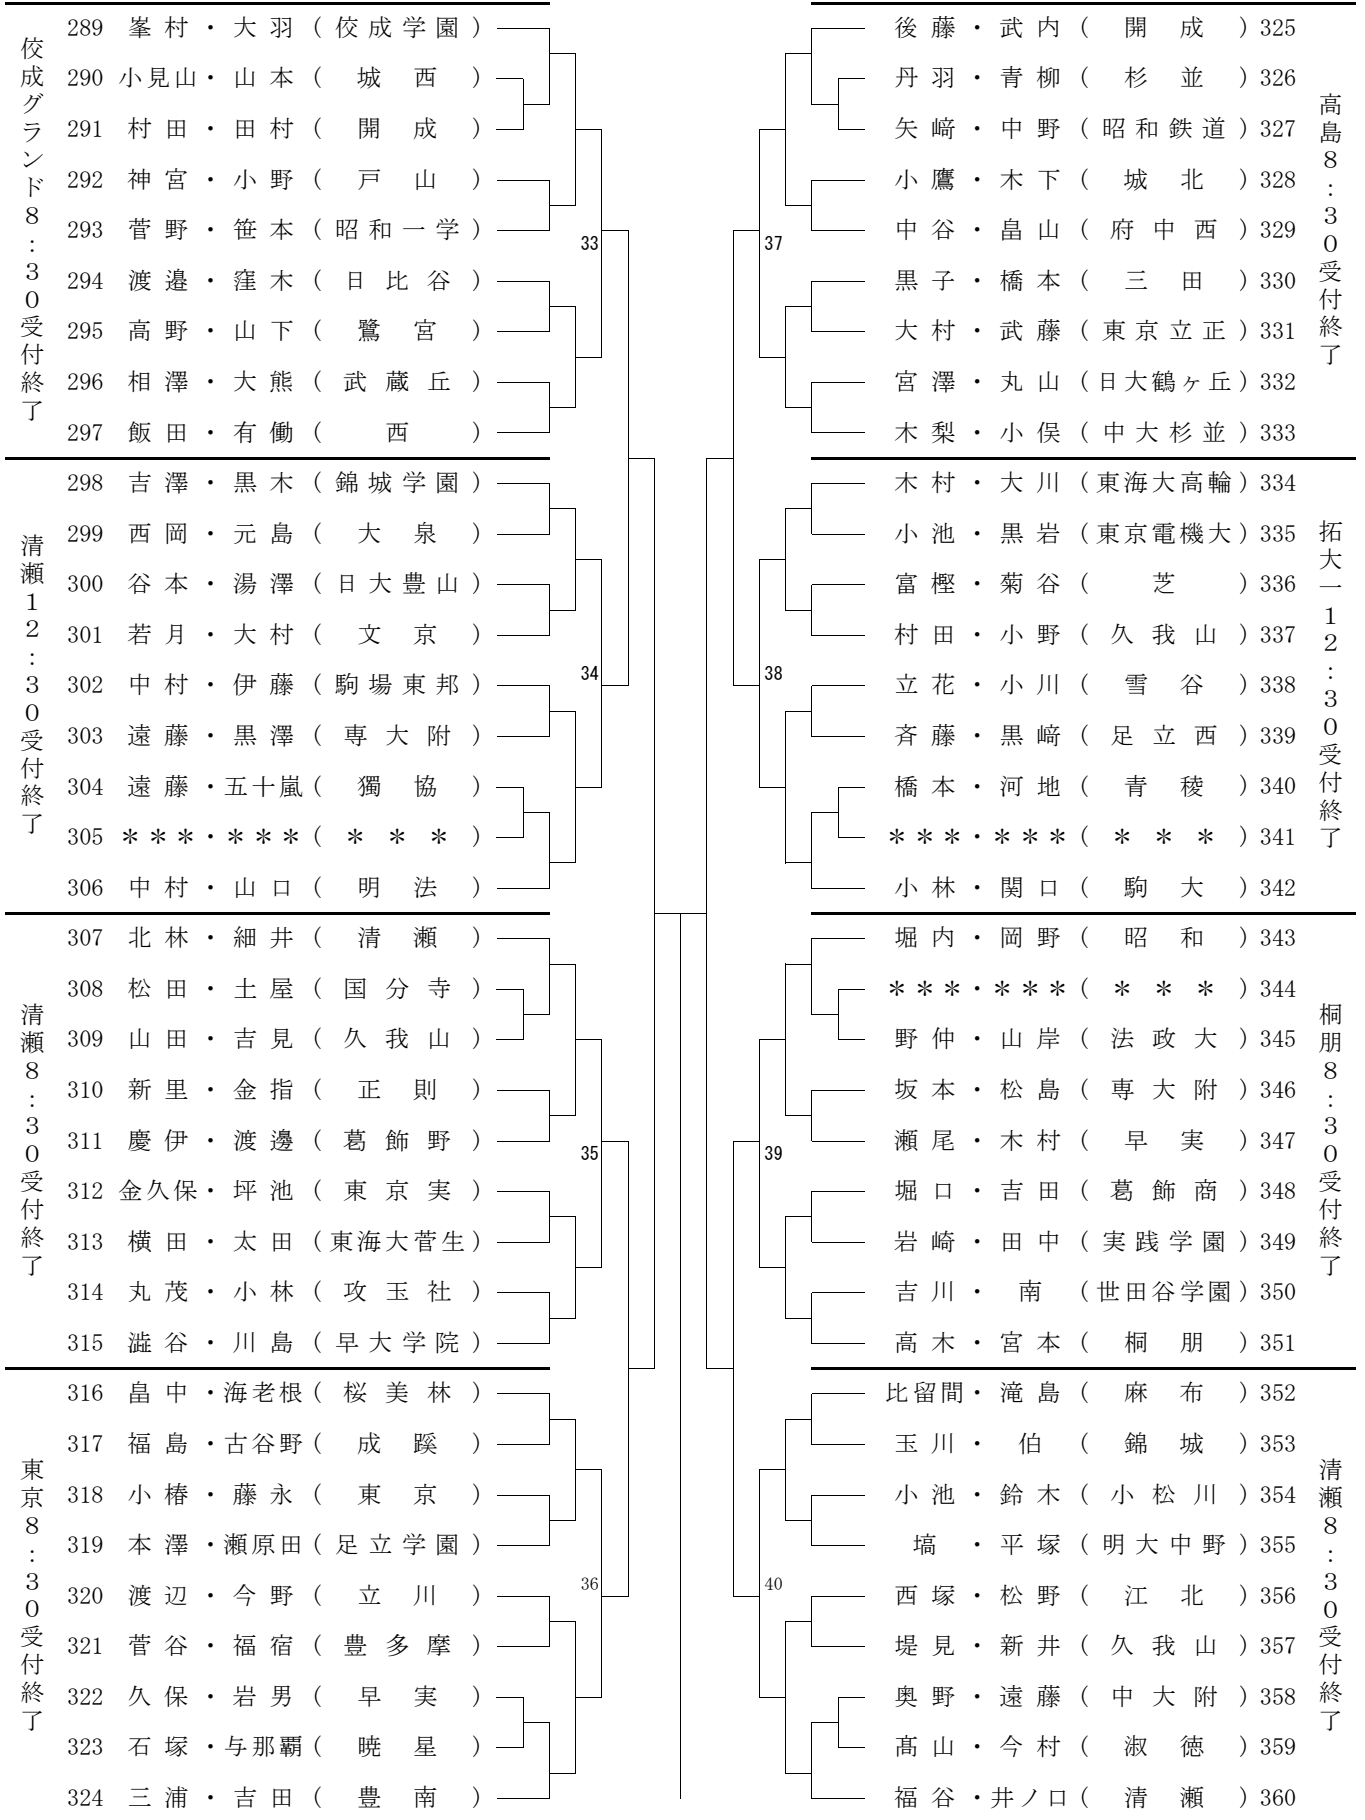 佼成グランド8:30受付終了
289 峯村・大羽(佼成学園)
290 小見山・山本(城西)
291 村田・田村(開成)
292 神宮・小野(戸山)
293 菅野・笹本(昭和一学)
294 渡邉・窪木(日比谷)
295 高野・山下(鷺宮)
296 相澤・大熊(武蔵丘)
297 飯田・有働(西)
33
清瀬12:30受付終了
298 吉澤・黒木(錦城学園)
299 西岡・元島(大泉)
300 谷本・湯澤(日大豊山)
301 若月・大村(文京)
302 中村・伊藤(駒場東邦)
303 遠藤・黒澤(専大附)
304 遠藤・五十嵐(獨協)
305 ***・***(***)
306 中村・山口(明法)
34
清瀬8:30受付終了
307 北林・細井(清瀬)
308 松田・土屋(国分寺)
309 山田・吉見(久我山)
310 新里・金指(正則)
311 慶伊・渡邊(葛飾野)
312 金久保・坪池(東京実)
313 横田・太田(東海大菅生)
314 丸茂・小林(攻玉社)
315 澁谷・川島(早大学院)
35
東京8:30受付終了
316 畠中・海老根(桜美林)
317 福島・古谷野(成蹊)
318 小椿・藤永(東京)
319 本澤・瀬原田(足立学園)
320 渡辺・今野(立川)
321 菅谷・福宿(豊多摩)
322 久保・岩男(早実)
323 石塚・与那覇(暁星)
324 三浦・吉田(豊南)
36
後藤・武内(開成)325
丹羽・青柳(杉並)326
矢﨑・中野(昭和鉄道)327
小鷹・木下(城北)328
中谷・畠山(府中西)329
黒子・橋本(三田)330
大村・武藤(東京立正)331
宮澤・丸山(日大鶴ヶ丘)332
木梨・小俣(中大杉並)333
高島8:30受付終了
37
木村・大川(東海大高輪)334
小池・黒岩(東京電機大)335
富樫・菊谷(芝)336
村田・小野(久我山)337
立花・小川(雪谷)338
斉藤・黒﨑(足立西)339
橋本・河地(青稜)340
***・***(***)341
小林・関口(駒大)342
拓大一12:30受付終了
38
堀内・岡野(昭和)343
***・***(***)344
野仲・山岸(法政大)345
坂本・松島(専大附)346
瀬尾・木村(早実)347
堀口・吉田(葛飾商)348
岩崎・田中(実践学園)349
吉川・南(世田谷学園)350
高木・宮本(桐朋)351
桐朋8:30受付終了
39
比留間・滝島(麻布)352
玉川・伯(錦城)353
小池・鈴木(小松川)354
塙・平塚(明大中野)355
西塚・松野(江北)356
堤見・新井(久我山)357
奥野・遠藤(中大附)358
髙山・今村(淑徳)359
福谷・井ノ口(清瀬)360
清瀬8:30受付終了
40